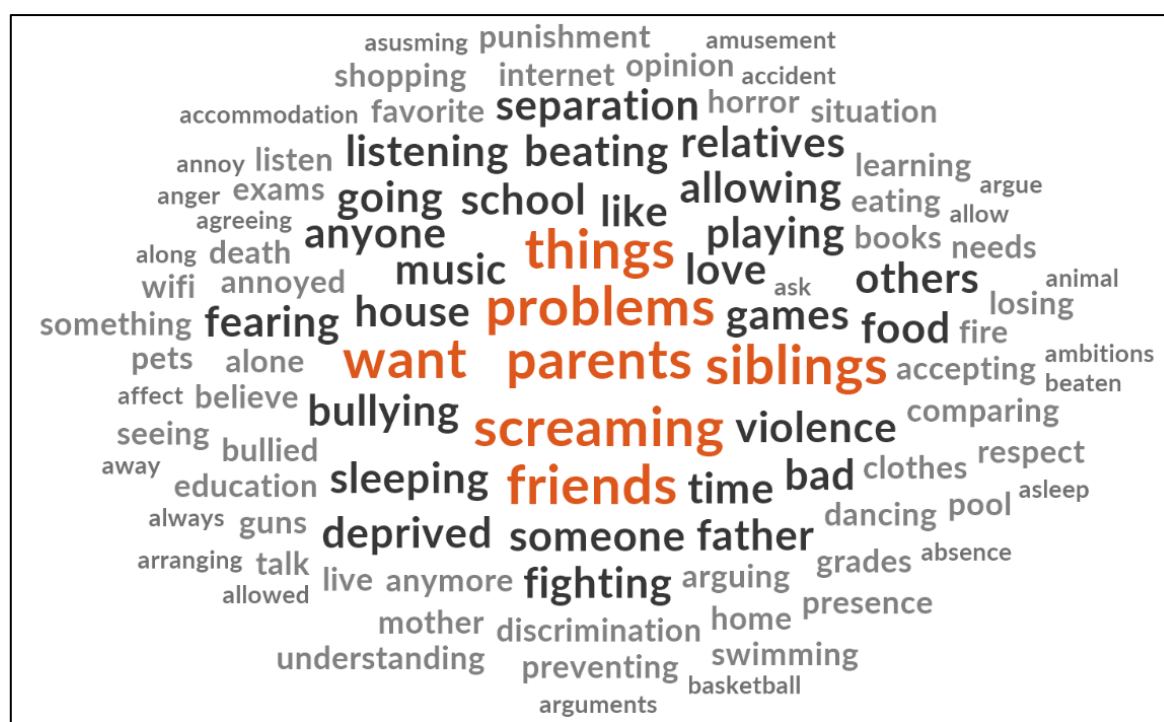 asusming punishment amusement
shopping internet opinion accident
accommodation favorite separation horror situation
annoy listen listening beating relatives learning
anger exams going school like allowing eating argue
agreeing anyone things playing books allow
along death music love others needs
wifi annoyed ask animal
something fearing house problems games food fire losing
pets alone want parents siblings accepting ambitions
affect believe beaten
seeing bullying screaming violence comparing
away bullied sleeping friends time bad clothes respect
education asleep
always guns deprived someone father dancing pool
arranging talk live anymore fighting arguing grades absence
allowed presence
mother discrimination home
understanding preventing swimming
basketball
arguments